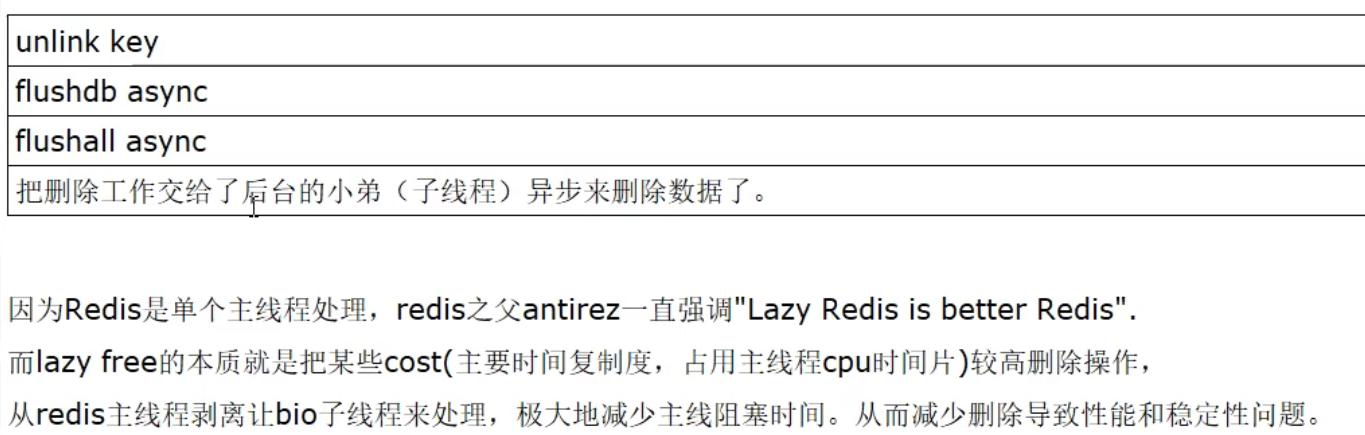 unlink key
flushdb async
flushall async
把删除工作交给了后台的小弟（子线程）异步来删除数据了。
因为Redis是单个主线程处理，redis之父antirez一直强调"Lazy Redis is better Redis".
而lazy free的本质就是把某些cost(主要时间复制度，占用主线程cpu时间片)较高删除操作，
从redis主线程剥离让bio子线程来处理，极大地减少主线阻塞时间。从而减少删除导致性能和稳定性问题。